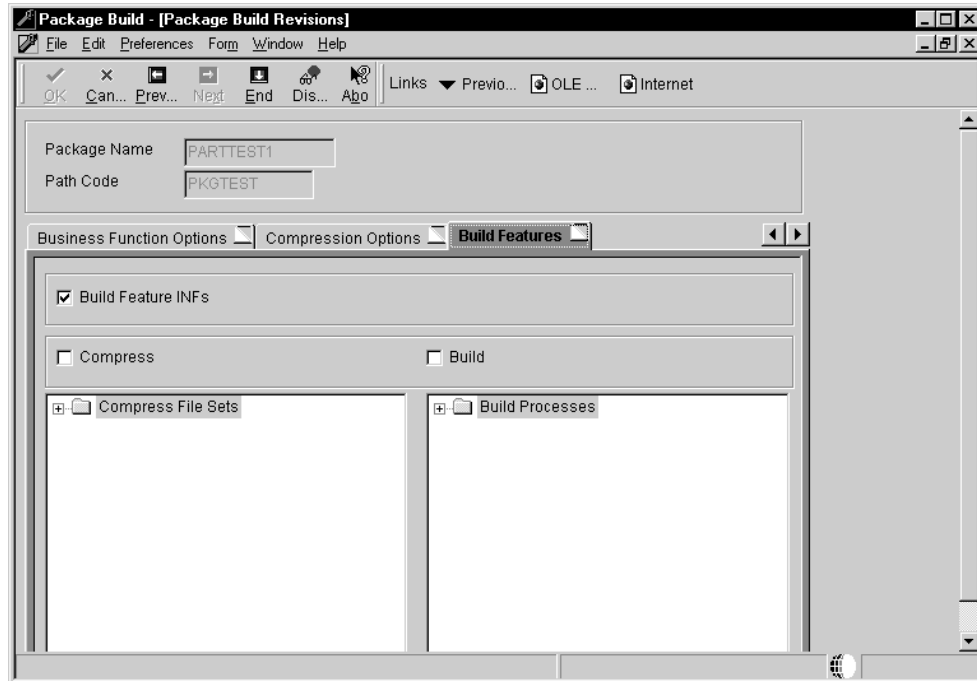 Package Build - [Package Build Revisions]
File Edit Preferences Form Window Help
OK Can... Prev... Next End Dis... Abo Links Previo... OLE ... Internet
Package Name PARTTEST1
Path Code PKGTEST
Business Function Options Compression Options Build Features
Build Feature INFs
Compress Build
Compress File Sets Build Processes